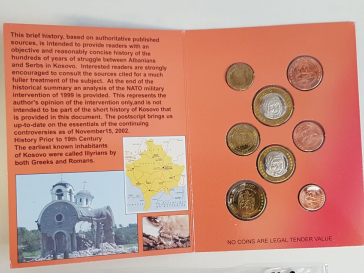 This brief history, based on authoritative published
sources, is intended to provide readers with an
objective and reasonably concise history of the
hundreds of years of struggle between Albanians
and Serbs in Kosovo. Interested readers are strongly
encouraged to consult the sources cited for a much
fuller treatment of the subject. At the end of the
historical summary an analysis of the NATO military
intervention of 1999 is provided. This represents the
author's opinion of the intervention only,and is not
intended to be part of the short history of Kosovo that
is provided in this document. The postscript brings us
up-to-date on the essentials of the continuing
controversies as of November15, 2002.
History Prior to 19th Century
The earliest known inhabitants
of Kosovo were called Illyrians by
both Greeks and Romans.
NO COINS ARE LEGAL TENDER VALUE